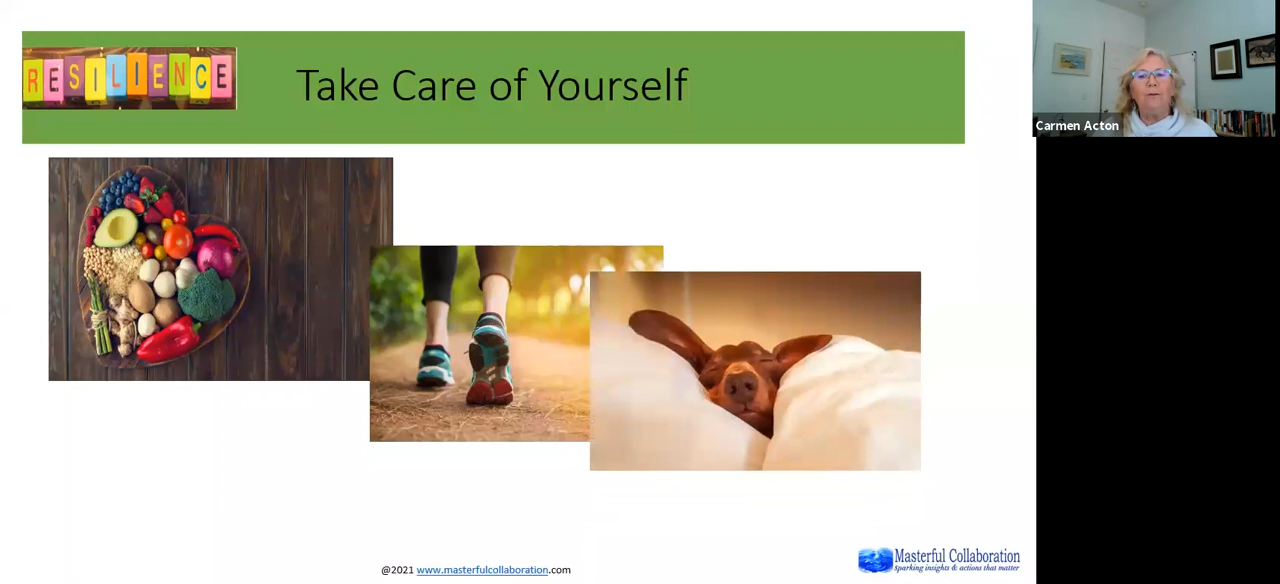 RESILIENCE
Take Care of Yourself
Carmen Acton
@2021 www.masterfulcollaboration.com
Masterful Collaboration
Sparking insights & actions that matter